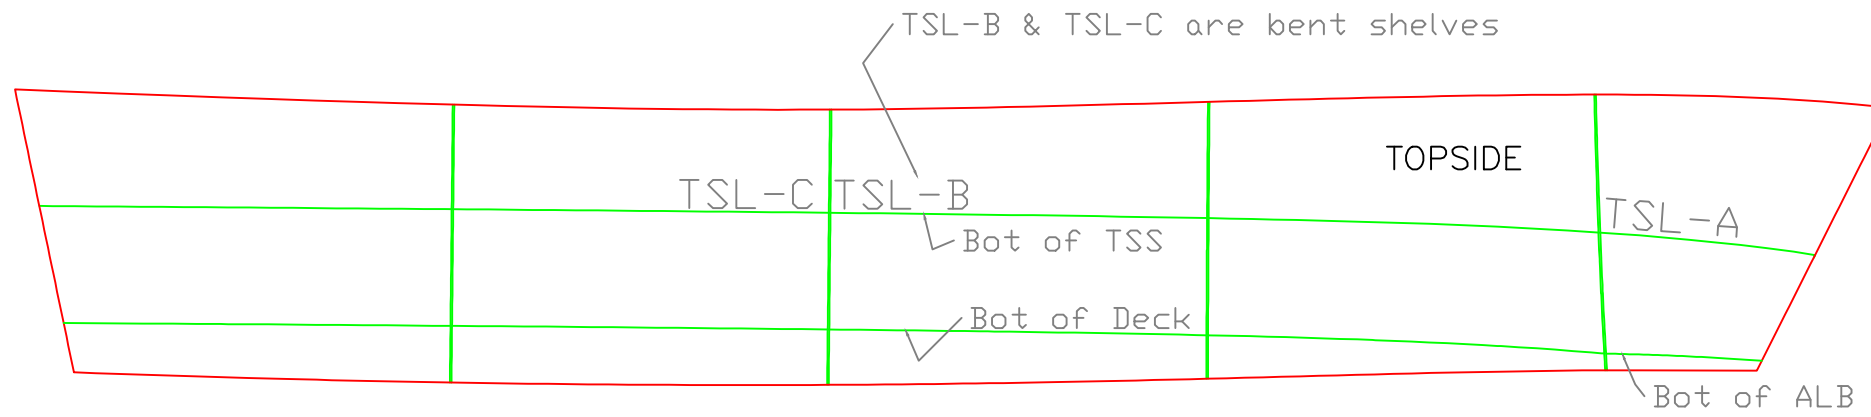 TSL-B & TSL-C are bent shelves
TOPSIDE
TSL-C TSL-B
TSL-A
Bot of TSS
Bot of Deck
Bot of ALB